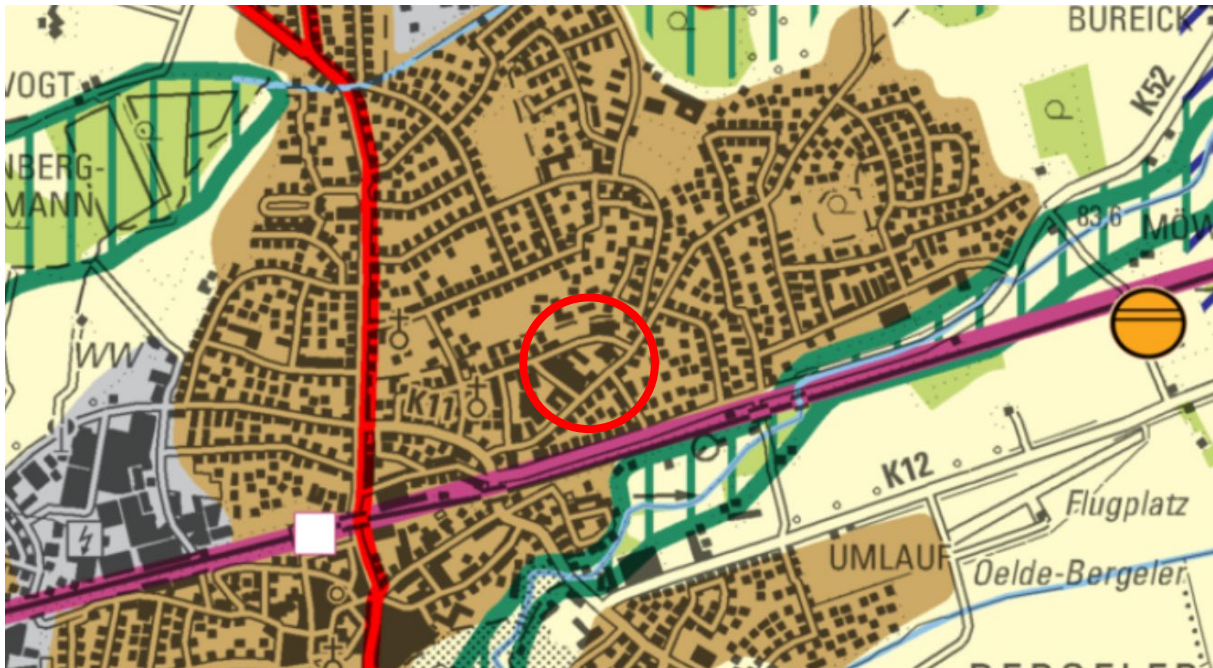 BUREICK
VOGT
K52
NBERG-
MANN
83,6
MÖW
WW
K11
K12
Flugplatz
UMLAUF
Oelde-Bergeler